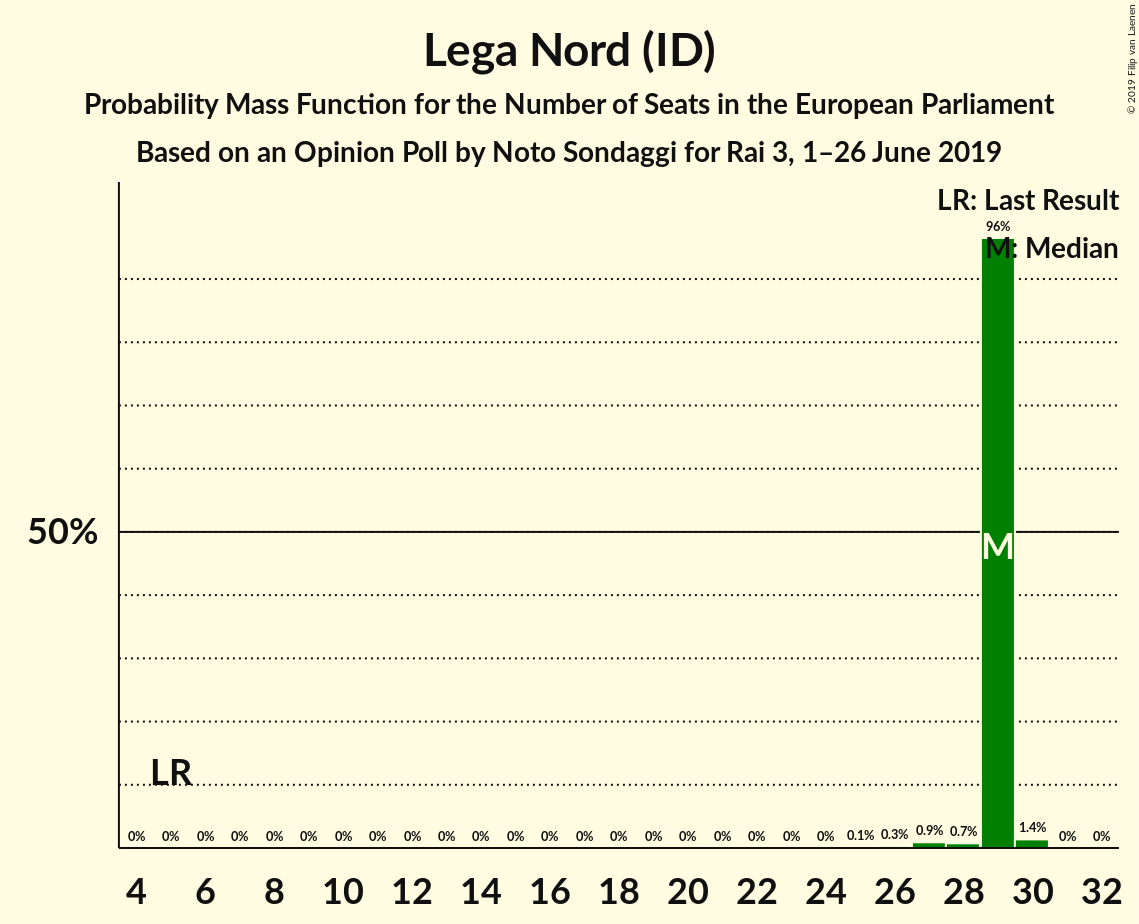 Lega Nord (ID)
Probability Mass Function for the Number of Seats in the European Parliament
Based on an Opinion Poll by Noto Sondaggi for Rai 3, 1–26 June 2019
© 2019 Filip van Laenen
LR: Last Result
M: Median
96%
50%
M
LR
0% 0% 0% 0% 0% 0% 0% 0% 0% 0% 0% 0% 0% 0% 0% 0% 0% 0% 0% 0% 0% 0.1% 0.3% 0.9% 0.7% 1.4% 0% 0%
4 6 8 10 12 14 16 18 20 22 24 26 28 30 32